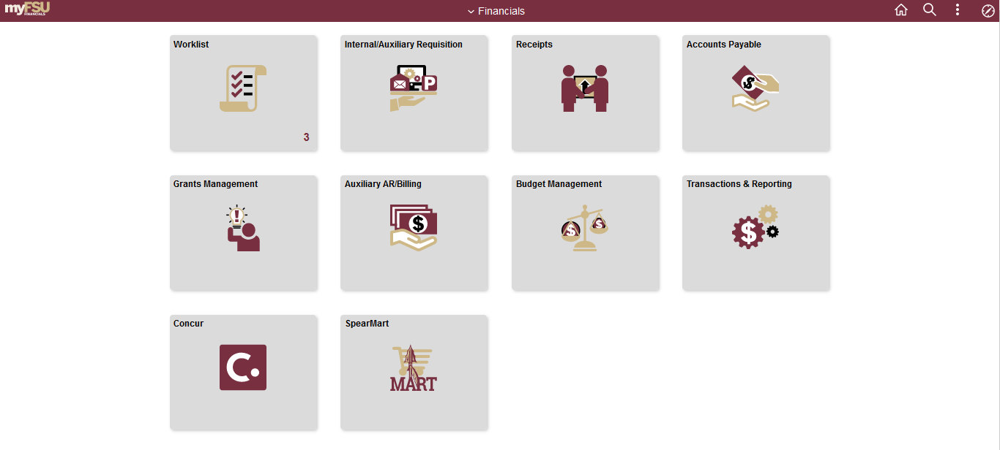 myFSU
FINANCIALS
Financials
Worklist
3
Internal/Auxiliary Requisition
P
Receipts
Accounts Payable
$
Grants Management
!
Auxiliary AR/Billing
$
Budget Management
$ $
Transactions & Reporting
$
Concur
C.
SpearMart
MART